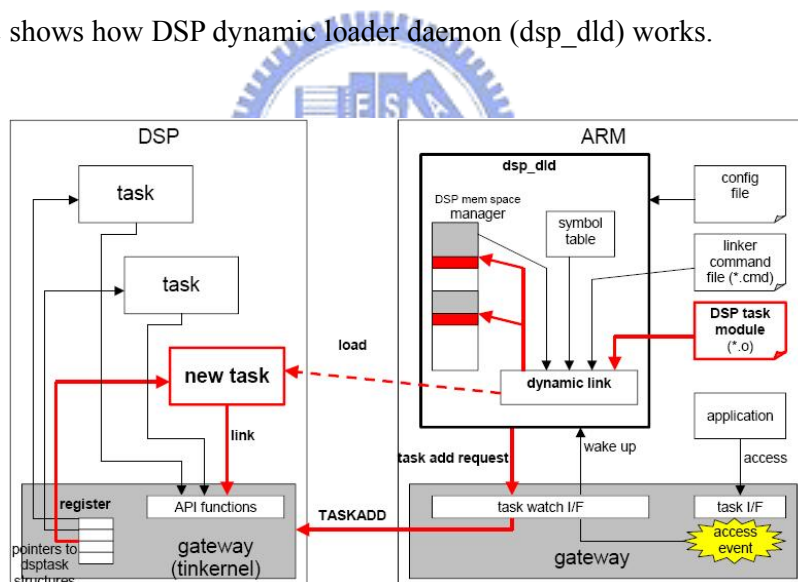 shows how DSP dynamic loader daemon (dsp_dld) works.
ESA
DSP
task
task
new task
load
link
register
API functions
TASKADD
gateway
(tinkernel)
pointers to
dsptask
structures
ARM
dsp_dld
DSP mem space
manager
symbol
table
dynamic link
config
file
linker
command
file (*.cmd)
DSP task
module
(*.o)
application
task add request
wake up
access
task watch I/F
task I/F
access
event
gateway